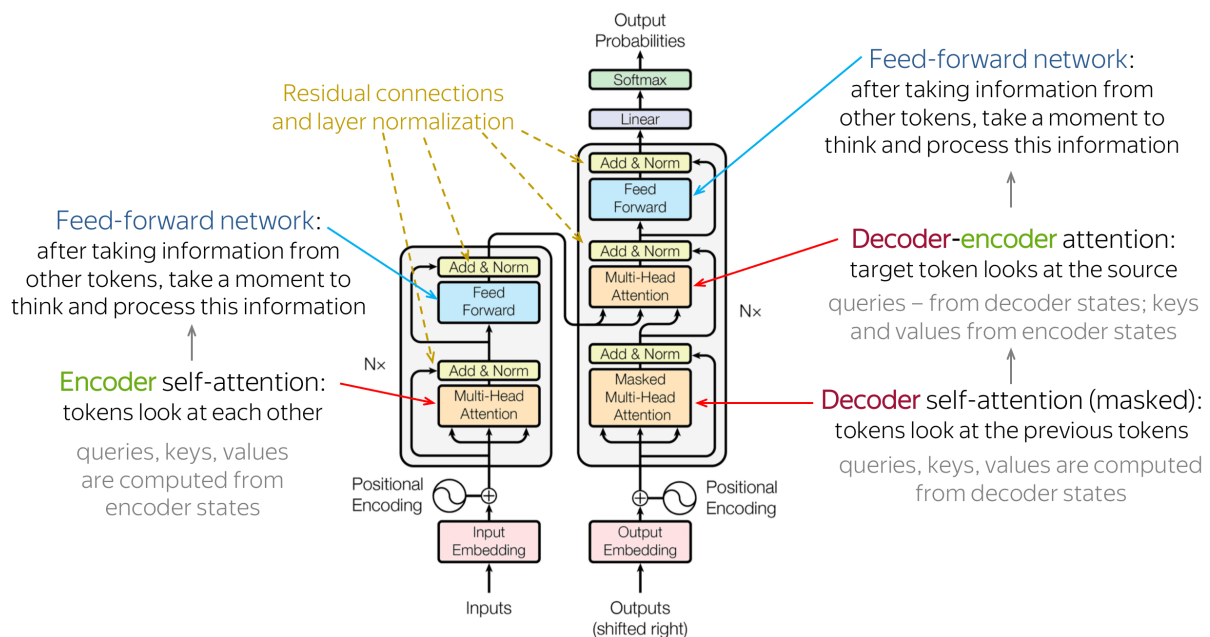 Output
Probabilities
Softmax
Linear
Add & Norm
Feed
Forward
Add & Norm
Multi-Head
Attention
Add & Norm
Masked
Multi-Head
Attention
Nx
Positional
Encoding
Output
Embedding
Outputs
(shifted right)
Residual connections
and layer normalization
Add & Norm
Feed
Forward
Add & Norm
Multi-Head
Attention
Nx
Positional
Encoding
Input
Embedding
Inputs
Feed-forward network:
after taking information from
other tokens, take a moment to
think and process this information
Encoder self-attention:
tokens look at each other
queries, keys, values
are computed from
encoder states
Feed-forward network:
after taking information from
other tokens, take a moment to
think and process this information
Decoder-encoder attention:
target token looks at the source
queries – from decoder states; keys
and values from encoder states
Decoder self-attention (masked):
tokens look at the previous tokens
queries, keys, values are computed
from decoder states